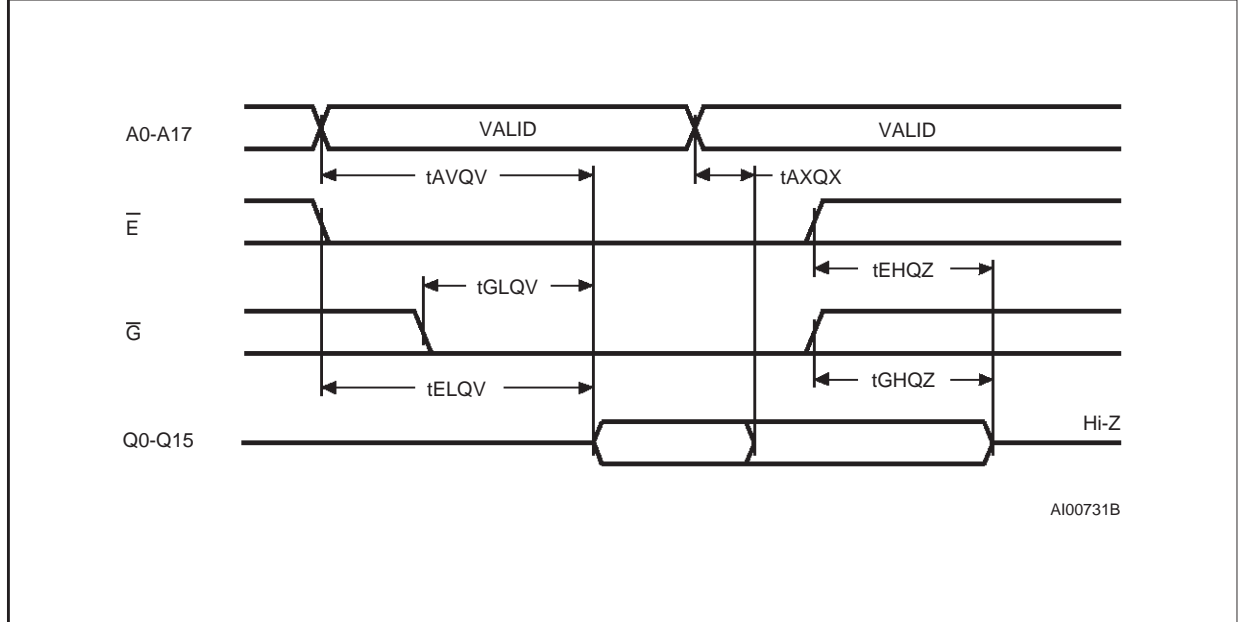 A0-A17
VALID
VALID
tAVQV
tAXQX
E̅
tEHQZ
tGLQV
G̅
tGHQZ
tELQV
Q0-Q15
Hi-Z
AI00731B